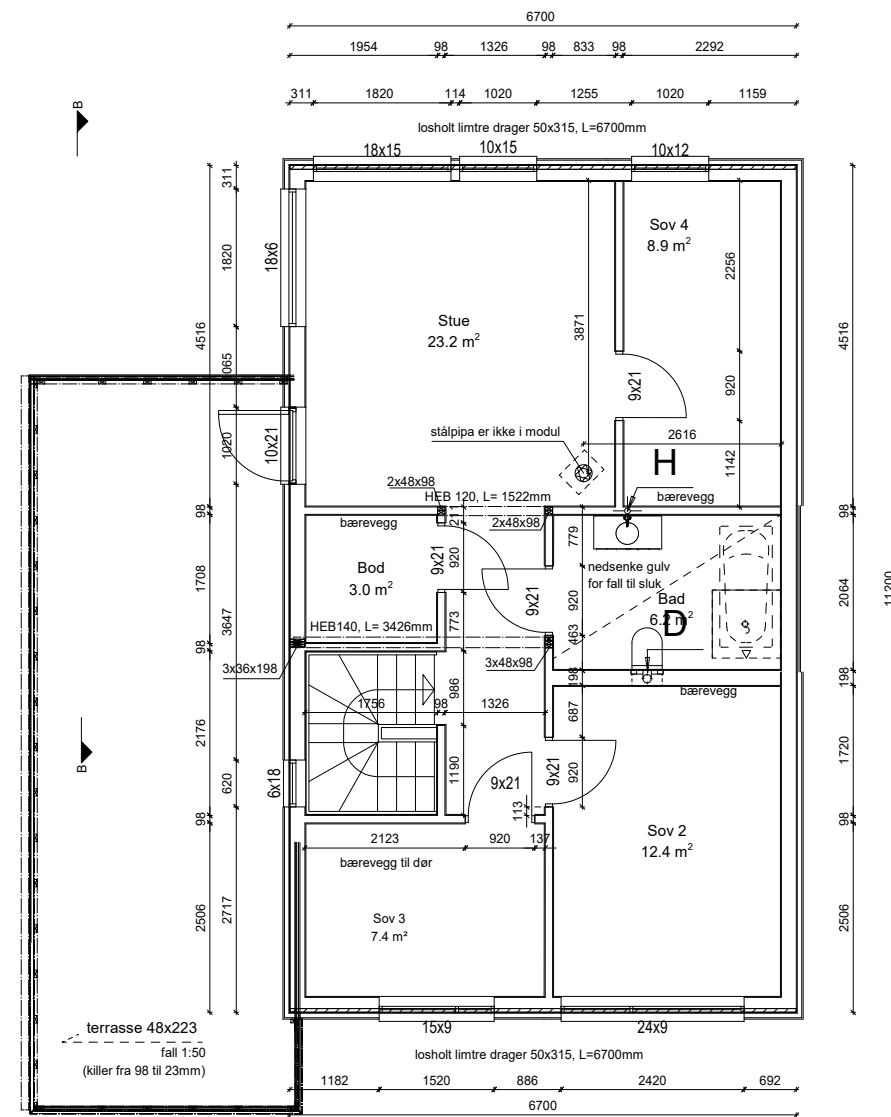 6700
1954 98 1326 98 833 98 2292
311 1820 114 1020 1255 1020 1159
B
losholt limtre drager 50x315, L=6700mm
18x15 10x15 10x12
311
1820
18x6
4516
1065
10x21
1020
Stue
23.2 m²
3871
Sov 4
8.9 m²
2256
4516
9x21
920
stålpipa er ikke i modul
2616
H
1142
bærevegg
2x48x98
HEB 120, L= 1522mm
2x48x98
bærevegg
211
98
98
9x21
920
779
Bod
3.0 m²
1708
3647
9x21
920
nedsenke gulv
for fall til sluk
Bad
6.2 m²
D
2064
11200
HEB140, L= 3426mm
773
463
98
3x36x198
3x48x98
198
198
bærevegg
986
687
1756 98 1326
2176
B
6x18
620
1190
9x21
9x21
920
1720
113
98
98
2123 920 137
bærevegg til dør
Sov 2
12.4 m²
Sov 3
7.4 m²
2506
2717
2506
terrasse 48x223
fall 1:50
(killer fra 98 til 23mm)
15x9 24x9
losholt limtre drager 50x315, L=6700mm
1182 1520 886 2420 692
6700